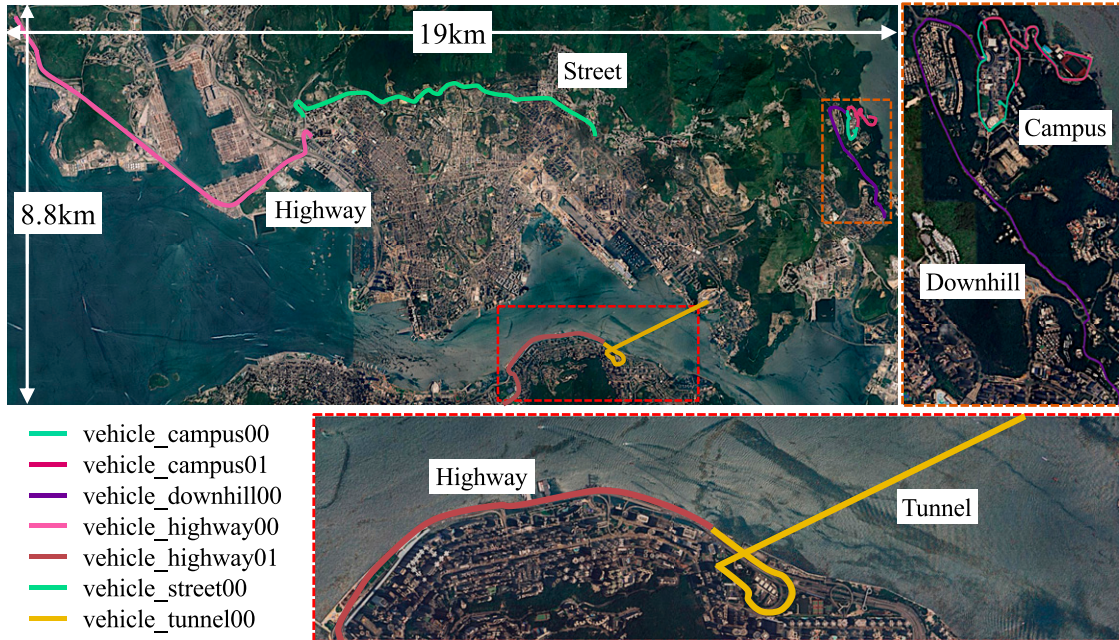 19km
Street
8.8km
Highway
Campus
Downhill
vehicle_campus00
vehicle_campus01
vehicle_downhill00
vehicle_highway00
vehicle_highway01
vehicle_street00
vehicle_tunnel00
Highway
Tunnel